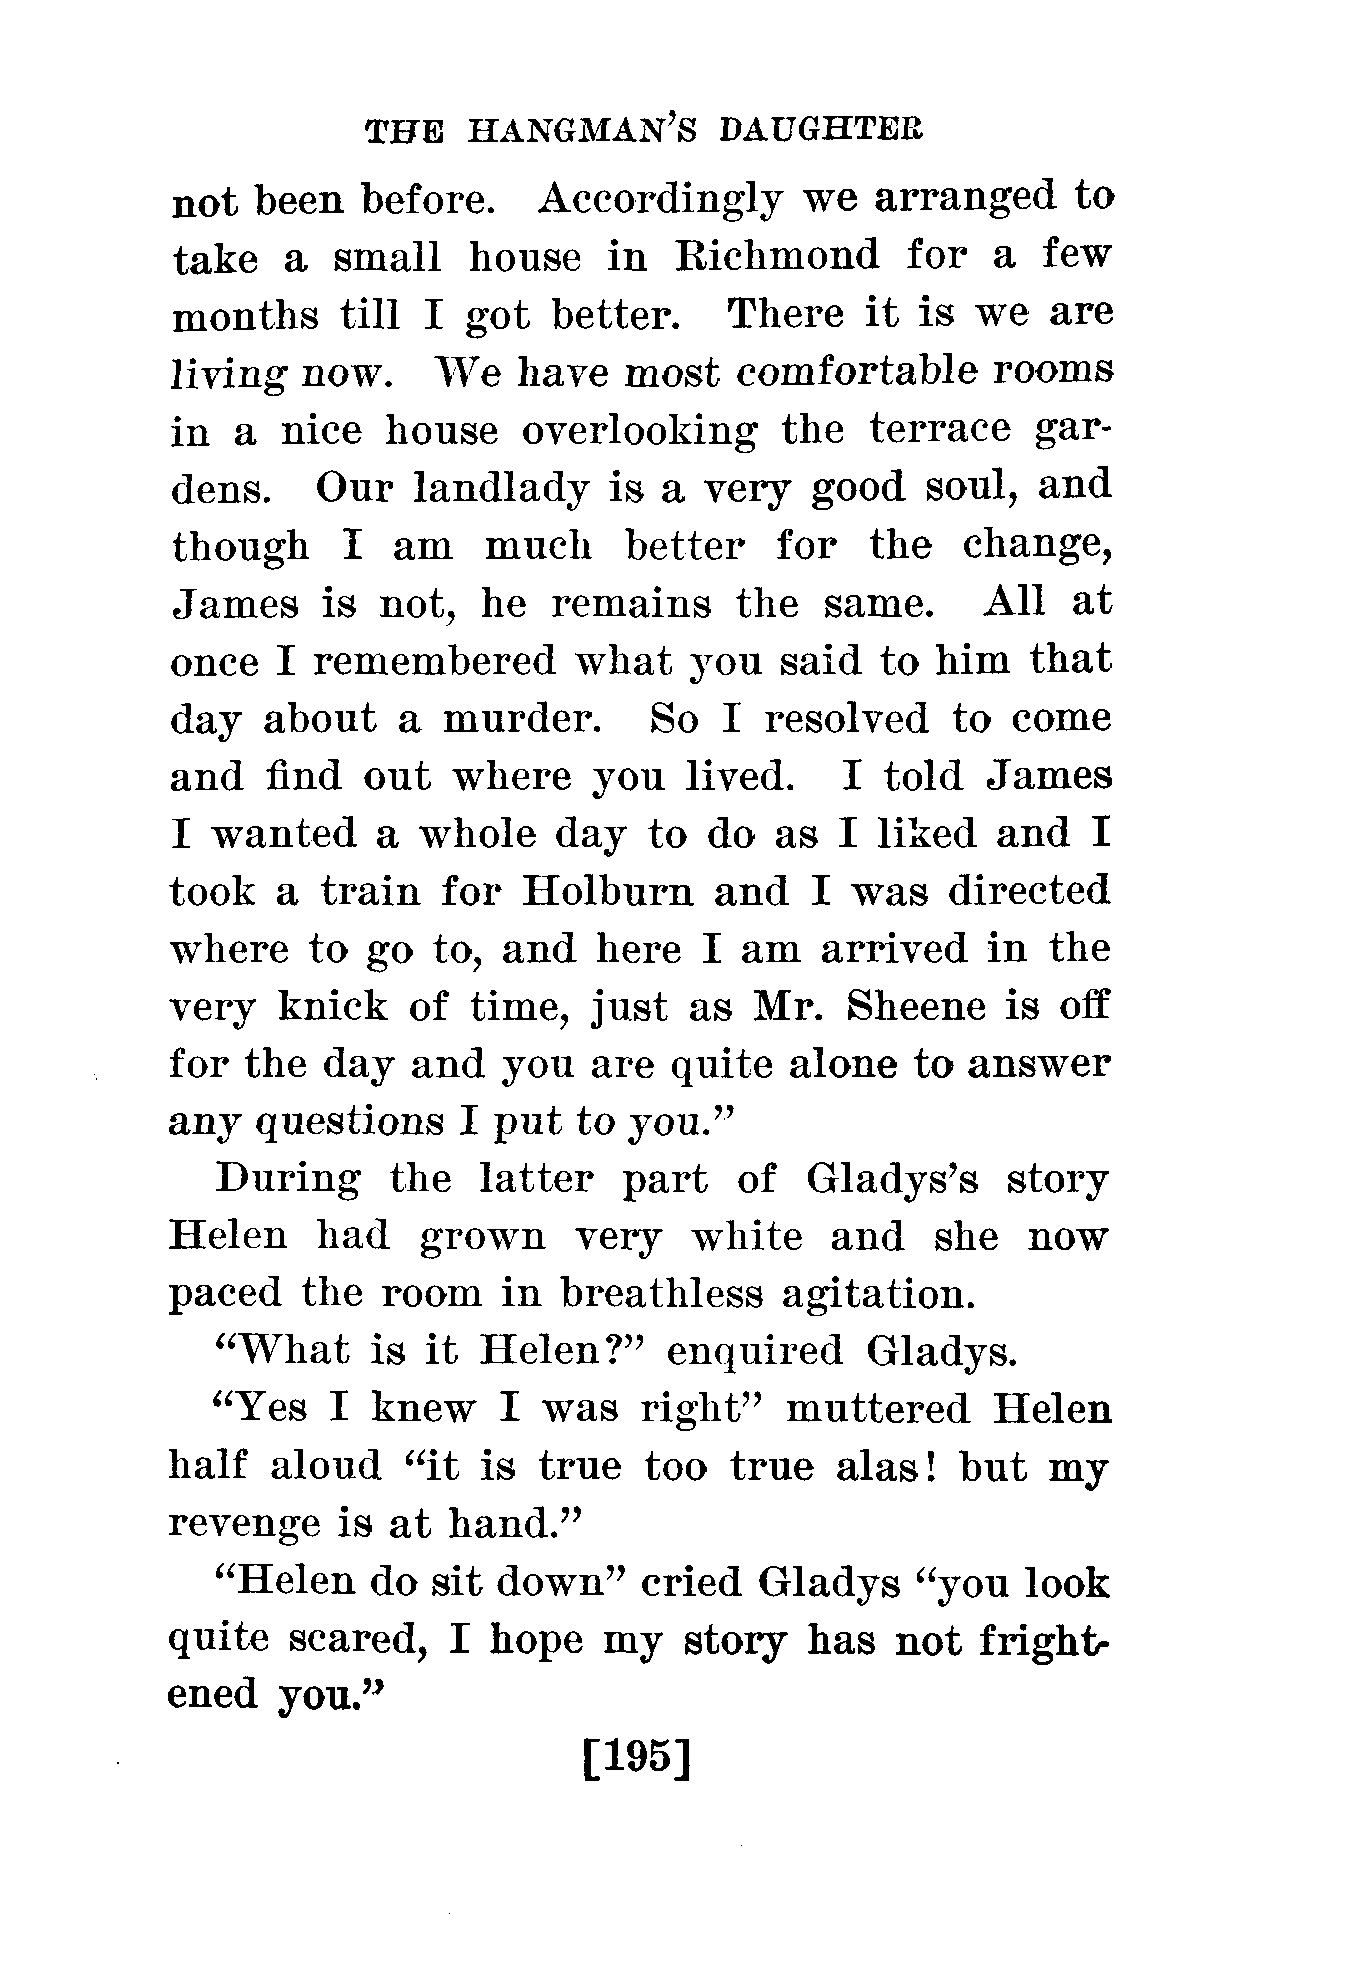 THE HANGMAN'S DAUGHTER
not been before. Accordingly we arranged to
take a small house in Richmond for a few
months till I got better. There it is we are
living now. We have most comfortable rooms
in a nice house overlooking the terrace gar-
dens. Our landlady is a very good soul, and
though I am much better for the change,
James is not, he remains the same. All at
once I remembered what you said to him that
day about a murder. So I resolved to come
and find out where you lived. I told James
I wanted a whole day to do as I liked and I
took a train for Holburn and I was directed
where to go to, and here I am arrived in the
very knick of time, just as Mr. Sheene is off
for the day and you are quite alone to answer
any questions I put to you."
During the latter part of Gladys's story
Helen had grown very white and she now
paced the room in breathless agitation.
"What is it Helen?" enquired Gladys.
"Yes I knew I was right" muttered Helen
half aloud "it is true too true alas! but my
revenge is at hand."
"Helen do sit down" cried Gladys "you look
quite scared, I hope my story has not fright-
ened you."
[195]